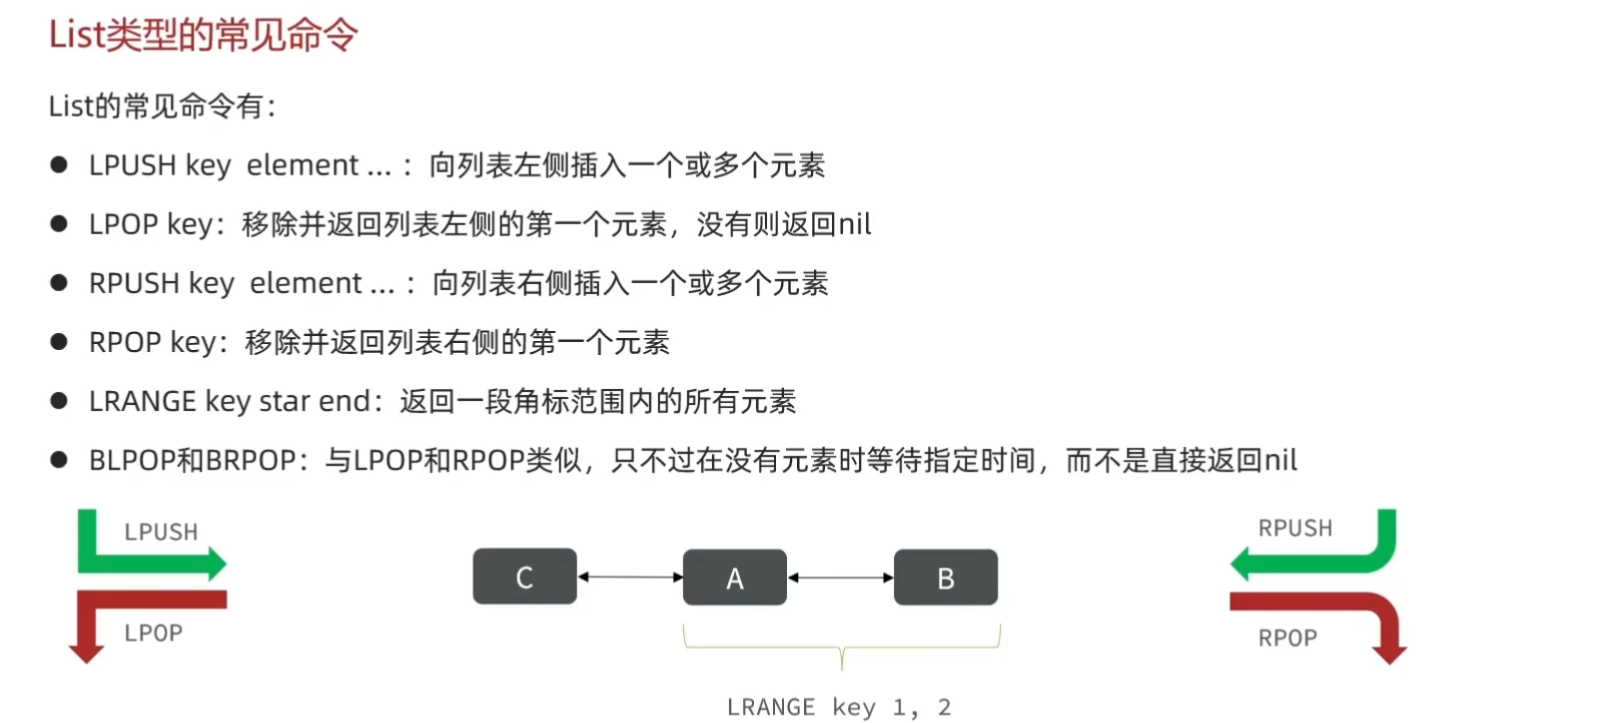 List类型的常见命令
List的常见命令有：
● LPUSH key  element ... ：向列表左侧插入一个或多个元素
● LPOP key：移除并返回列表左侧的第一个元素，没有则返回nil
● RPUSH key  element ... ：向列表右侧插入一个或多个元素
● RPOP key：移除并返回列表右侧的第一个元素
● LRANGE key star end：返回一段角标范围内的所有元素
● BLPOP和BRPOP：与LPOP和RPOP类似，只不过在没有元素时等待指定时间，而不是直接返回nil
LPUSH
LPOP
C
A
B
LRANGE key 1, 2
RPUSH
RPOP